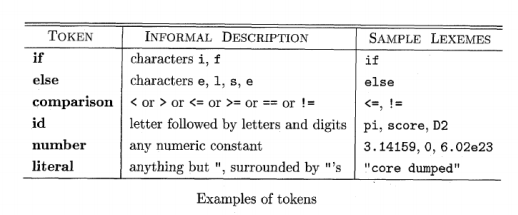 TOKEN INFORMAL DESCRIPTION SAMPLE LEXEMES
if characters i, f if
else characters e, l, s, e else
comparison < or > or <= or >= or == or != <=, !=
id letter followed by letters and digits pi, score, D2
number any numeric constant 3.14159, 0, 6.02e23
literal anything but ", surrounded by "'s "core dumped"
Examples of tokens